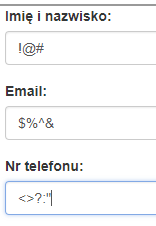 Imię i nazwisko:
!@#
Email:
$%^&
Nr telefonu:
<>?:"